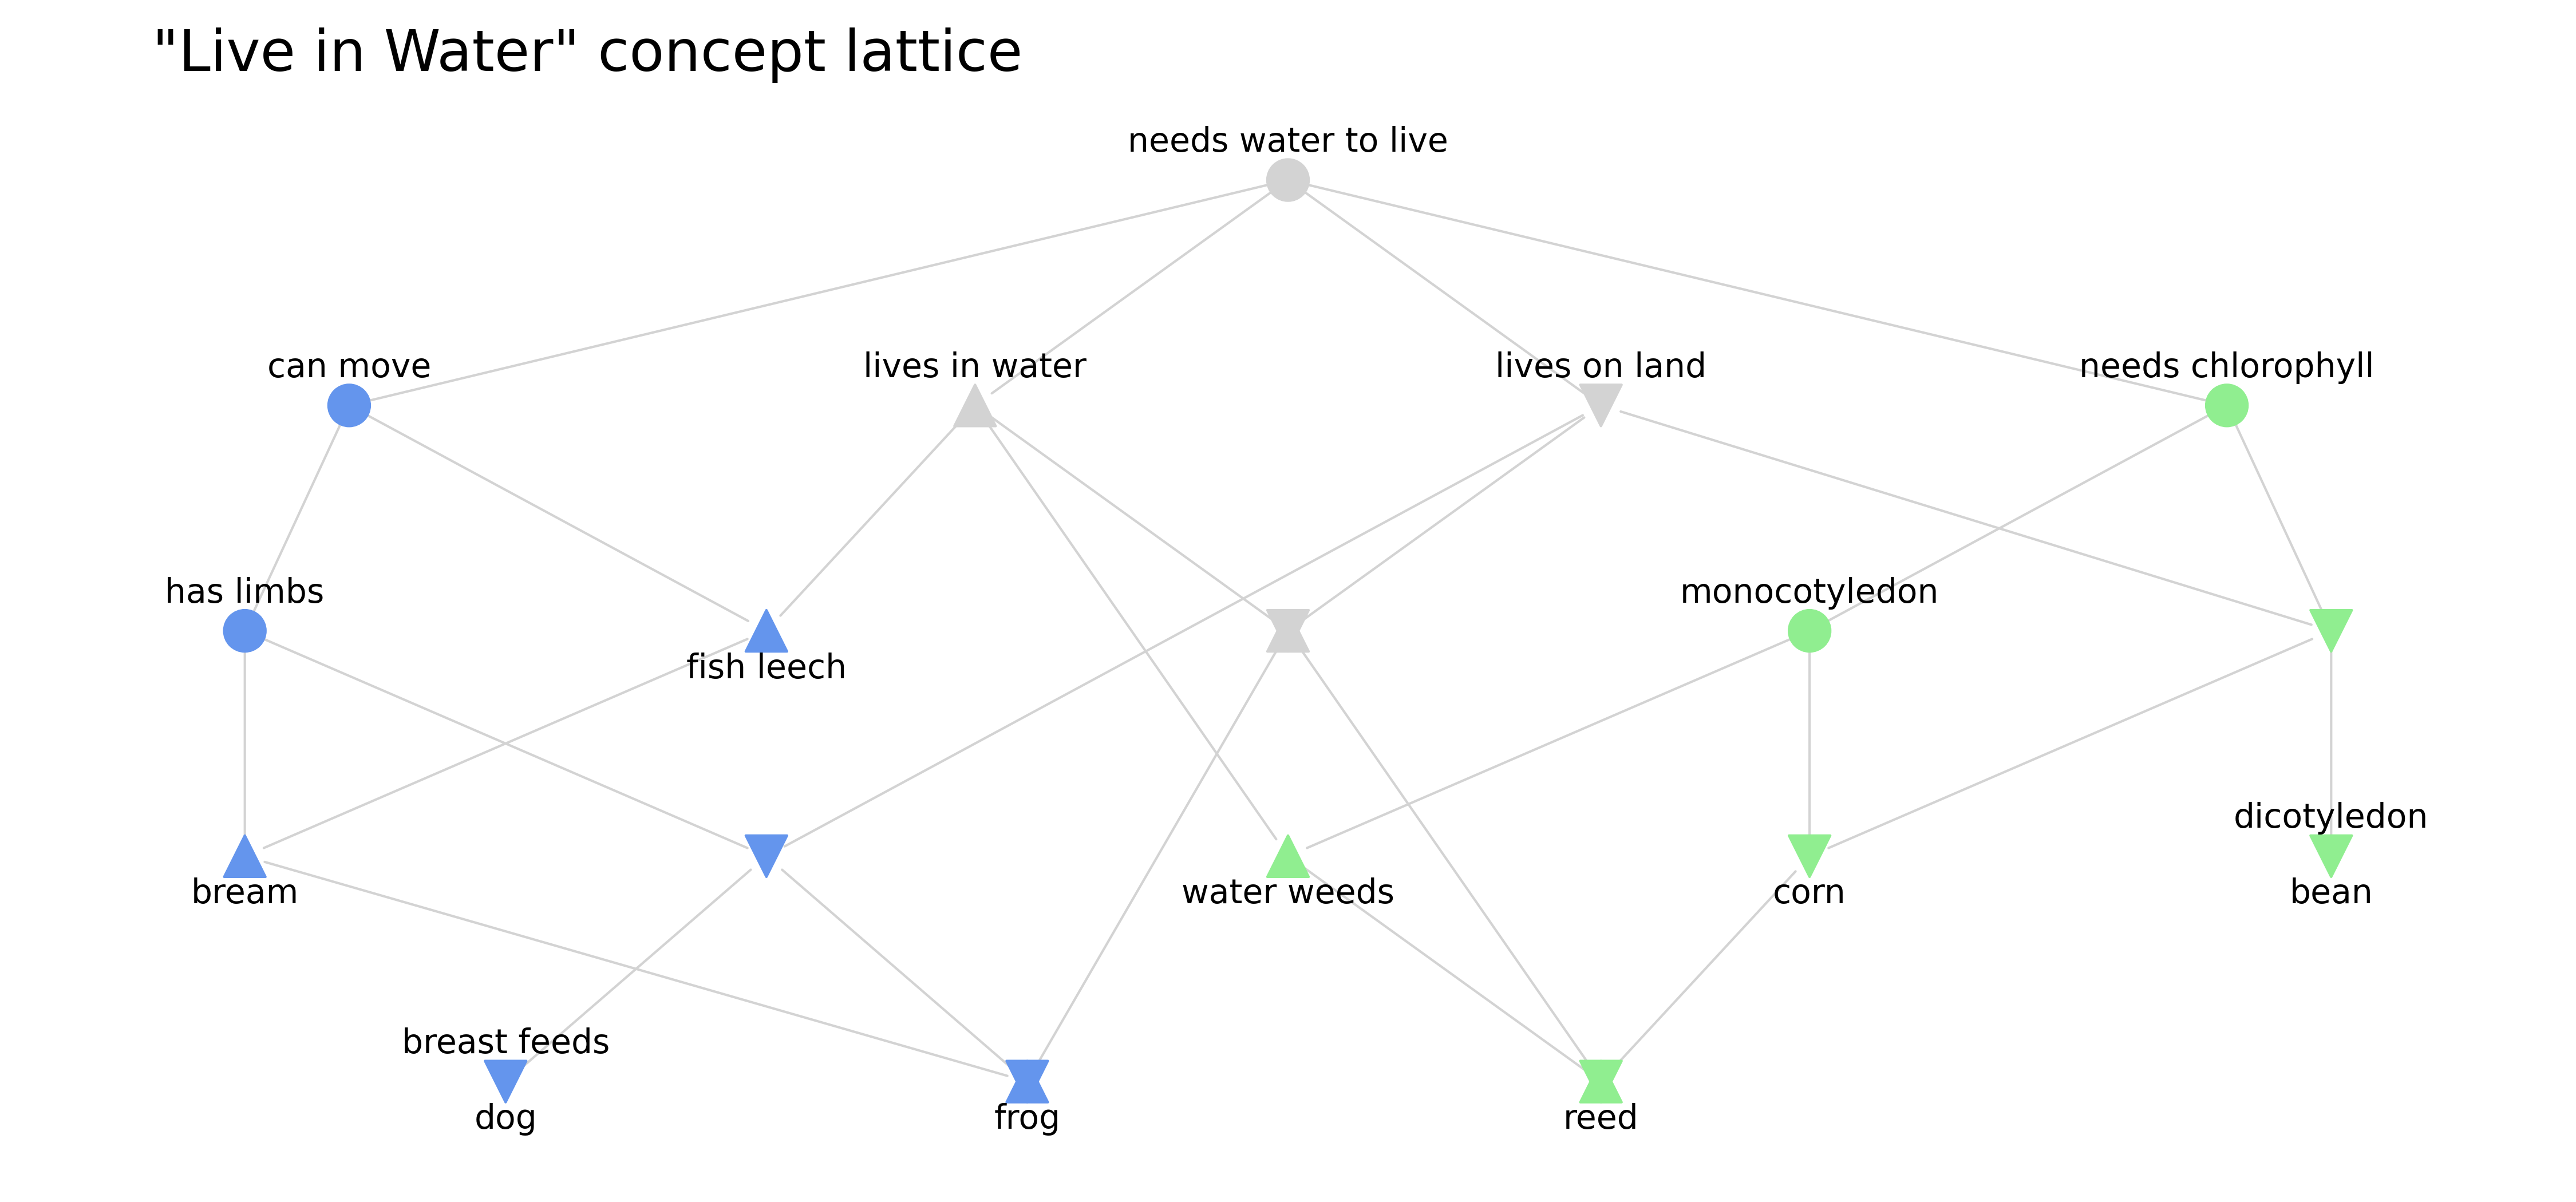 "Live in Water" concept lattice
needs water to live
can move
lives in water
lives on land
needs chlorophyll
has limbs
fish leech
monocotyledon
dicotyledon
bream
water weeds
corn
bean
breast feeds
dog
frog
reed